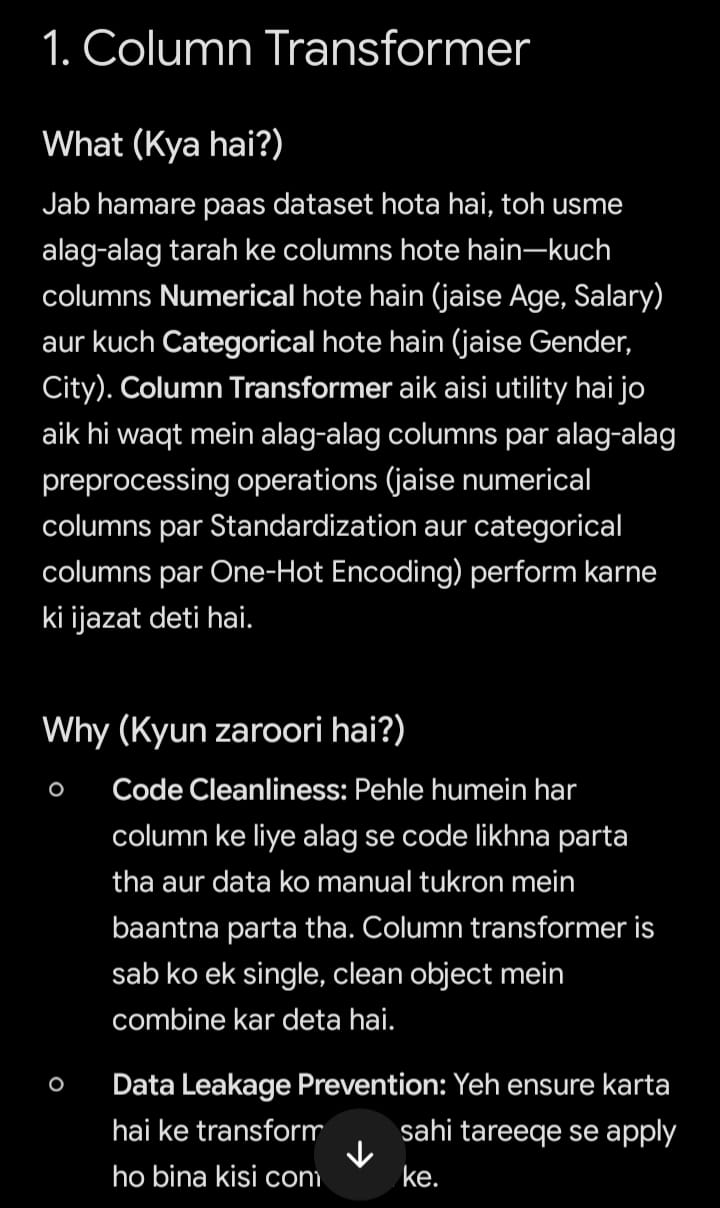 1. Column Transformer
What (Kya hai?)
Jab hamare paas dataset hota hai, toh usme
alag-alag tarah ke columns hote hain—kuch
columns Numerical hote hain (jaise Age, Salary)
aur kuch Categorical hote hain (jaise Gender,
City). Column Transformer aik aisi utility hai jo
aik hi waqt mein alag-alag columns par alag-alag
preprocessing operations (jaise numerical
columns par Standardization aur categorical
columns par One-Hot Encoding) perform karne
ki ijazat deti hai.
Why (Kyun zaroori hai?)
Code Cleanliness: Pehle humein har
column ke liye alag se code likhna parta
tha aur data ko manual tukron mein
baantna parta tha. Column transformer is
sab ko ek single, clean object mein
combine kar deta hai.
Data Leakage Prevention: Yeh ensure karta
hai ke sahi tareeqe se apply
ho bina kisi ke.